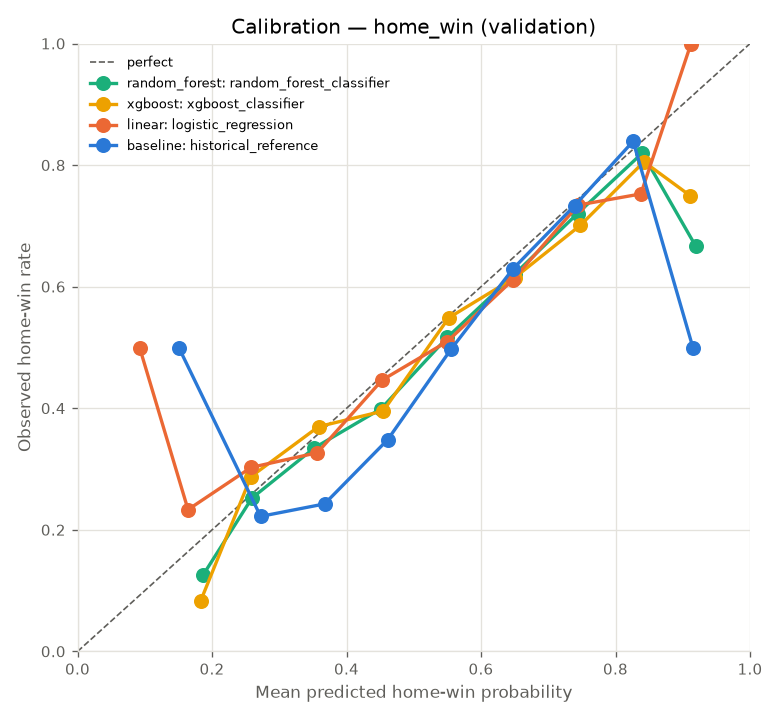 Calibration — home_win (validation)
perfect
random_forest: random_forest_classifier
xgboost: xgboost_classifier
linear: logistic_regression
baseline: historical_reference
Observed home-win rate
1.0
0.8
0.6
0.4
0.2
0.0
0.0 0.2 0.4 0.6 0.8 1.0
Mean predicted home-win probability